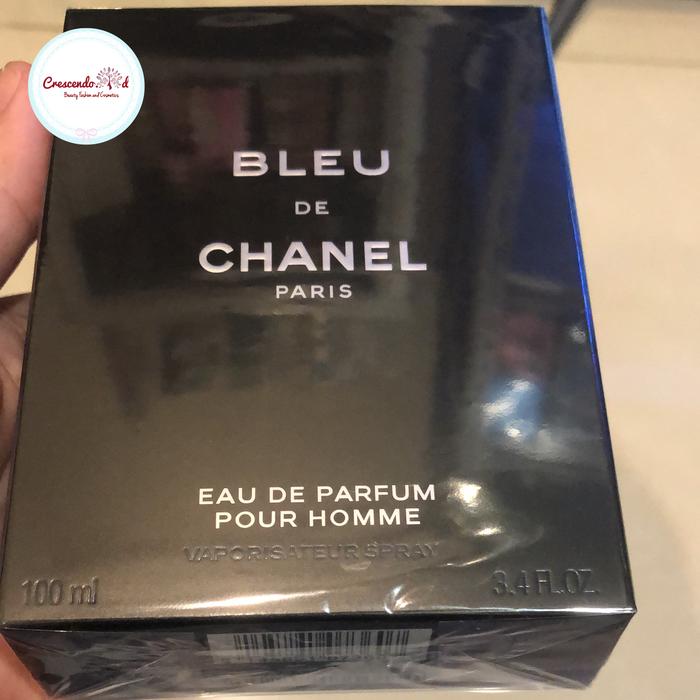 Crescendo
Beauty Fashion and Cosmetics
BLEU
DE
CHANEL
PARIS
EAU DE PARFUM
POUR HOMME
VAPORISATEUR SPRAY
100 ml
3.4 FL.OZ.